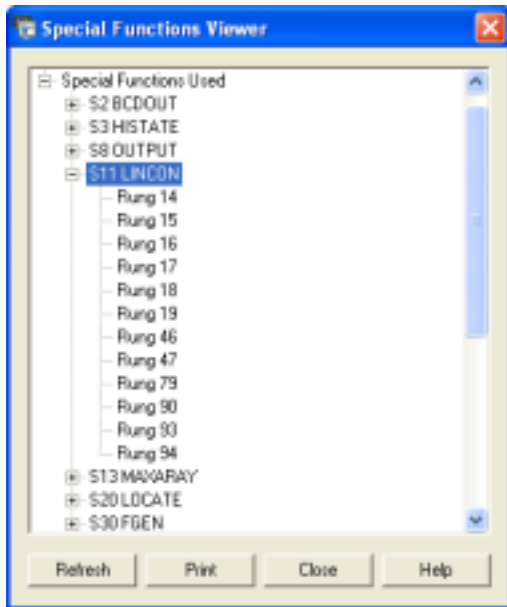 Special Functions Viewer
Special Functions Used
S2 BCDOUT
S3 HISTATE
S8 OUTPUT
S11 LINCON
Rung 14
Rung 15
Rung 16
Rung 17
Rung 18
Rung 19
Rung 46
Rung 47
Rung 79
Rung 90
Rung 93
Rung 94
S13 MAXARAY
S20 LOCATE
S30 FGEN
Refresh
Print
Close
Help